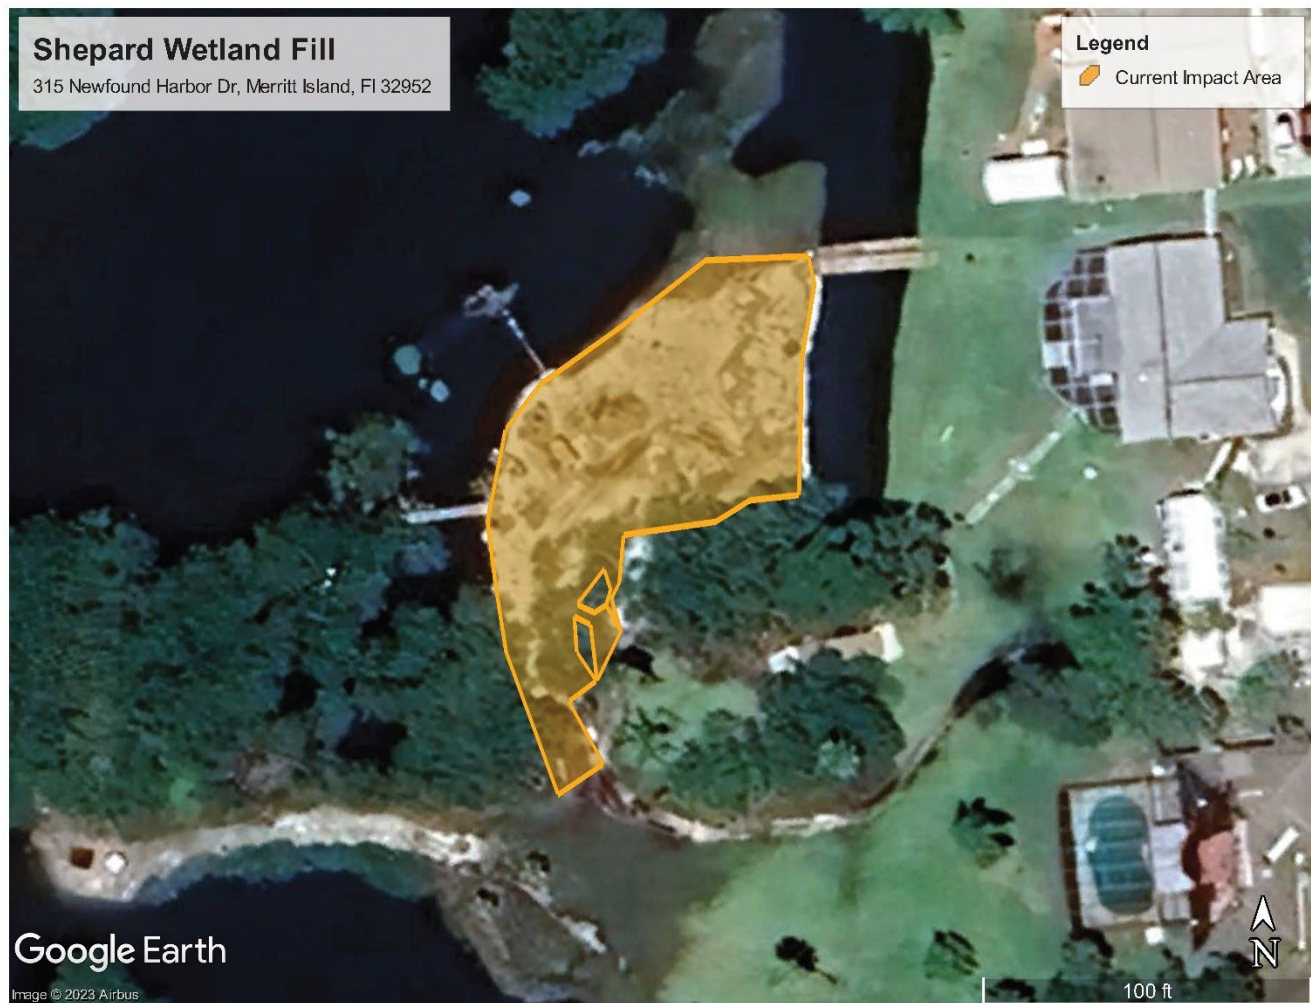 Shepard Wetland Fill
315 Newfound Harbor Dr, Merritt Island, Fl 32952
Legend
Current Impact Area
Google Earth
Image © 2023 Airbus
N
100 ft